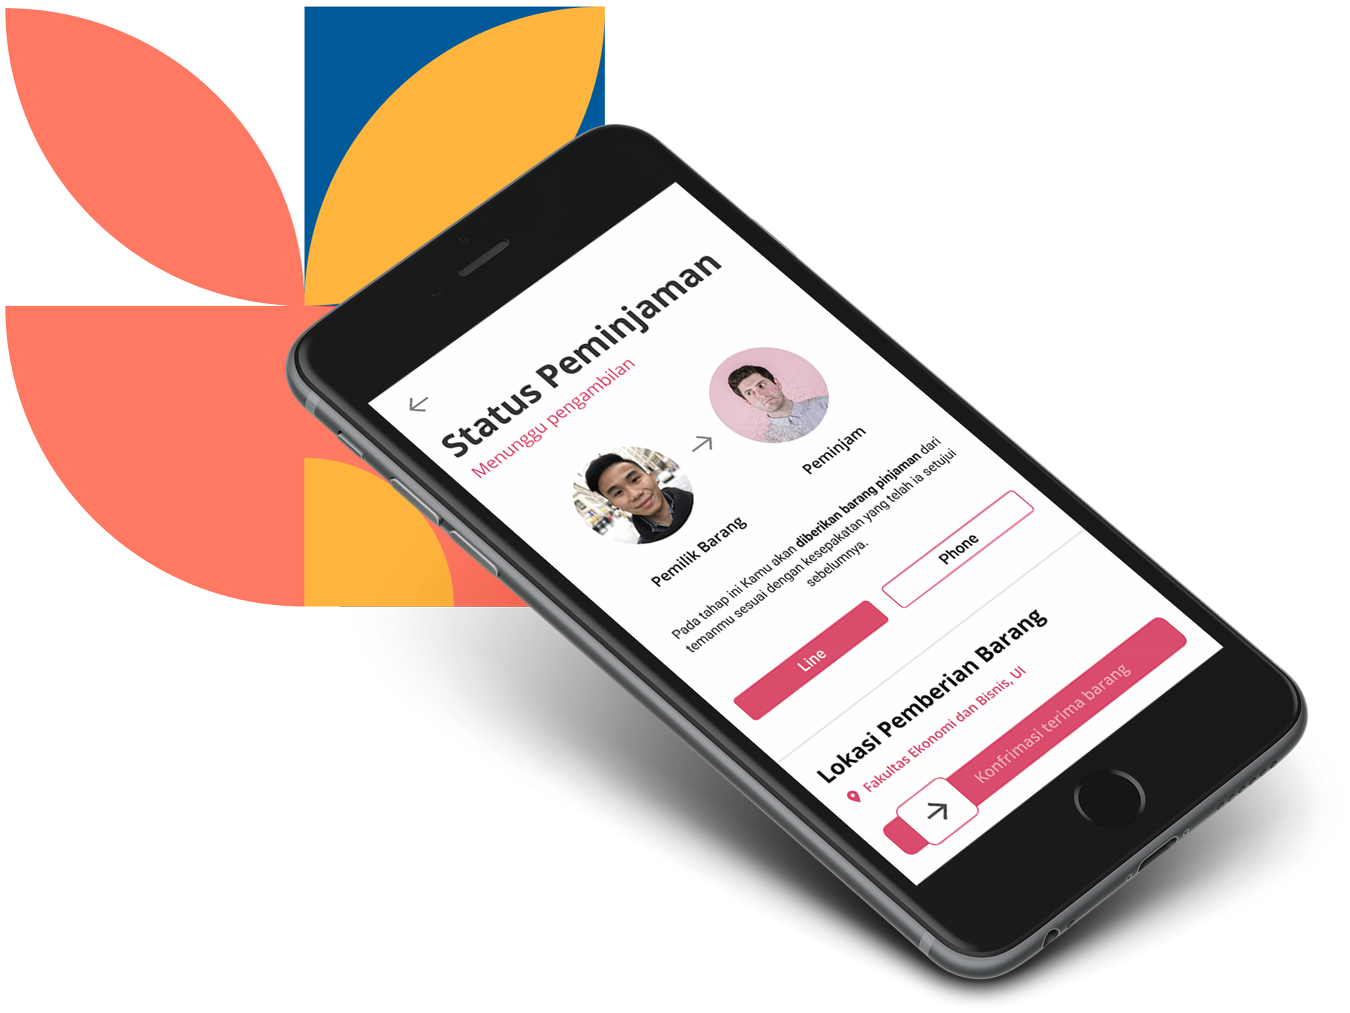 Status Peminjaman
Menunggu pengambilan
Pemilik Barang
Peminjam
Pada tahap ini Kamu akan diberikan barang pinjaman dari
temanmu sesuai dengan kesepakatan yang telah ia setujui
sebelumnya.
Line
Phone
Lokasi Pemberian Barang
Fakultas Ekonomi dan Bisnis, UI
Konfrimasi terima barang